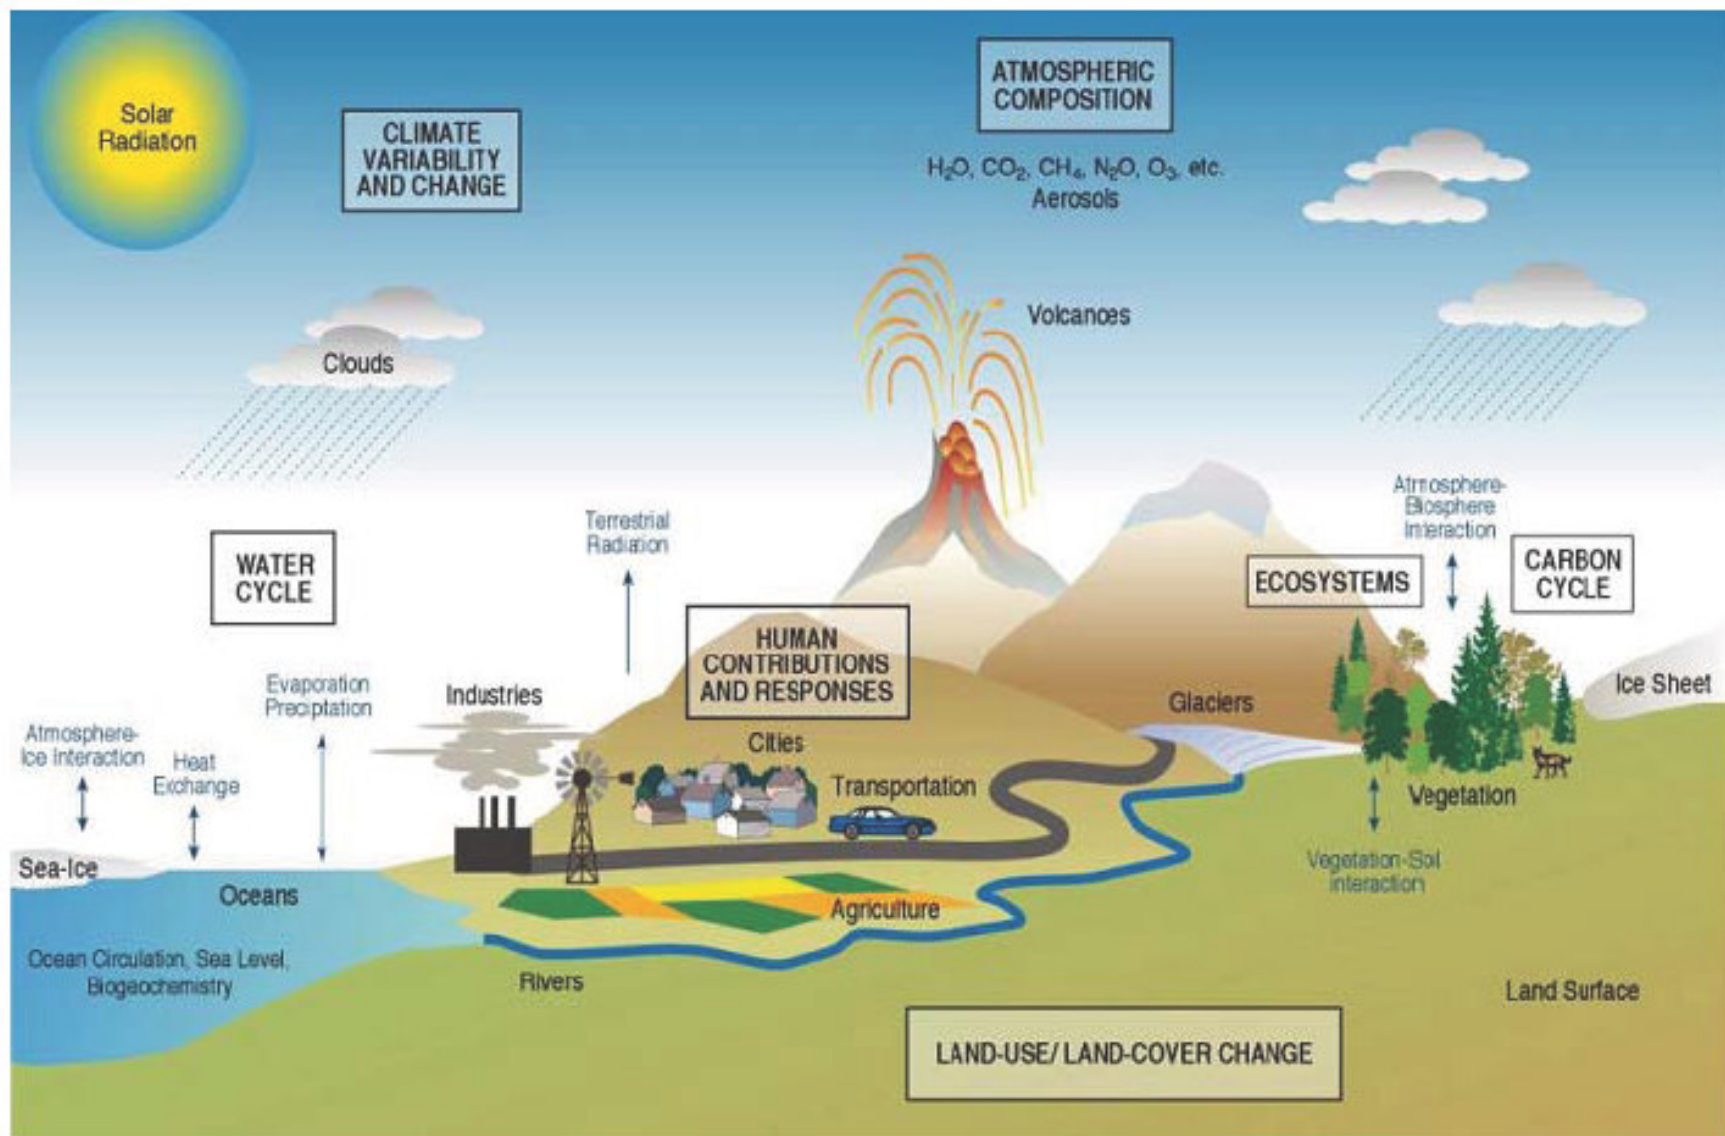 Solar
Radiation
CLIMATE
VARIABILITY
AND CHANGE
ATMOSPHERIC
COMPOSITION
H₂O, CO₂, CH₄, N₂O, O₃, etc.
Aerosols
Clouds
Volcanoes
WATER
CYCLE
Terrestrial
Radiation
Atmosphere-
Biosphere
Interaction
ECOSYSTEMS
CARBON
CYCLE
HUMAN
CONTRIBUTIONS
AND RESPONSES
Evaporation
Preciptation
Industries
Atmosphere-
Ice Interaction
Heat
Exchange
Cities
Transportation
Glaciers
Ice Sheet
Vegetation
Vegetation-Soil
Interaction
Sea-Ice
Oceans
Agriculture
Ocean Circulation, Sea Level,
Biogeochemistry
Rivers
Land Surface
LAND-USE/ LAND-COVER CHANGE